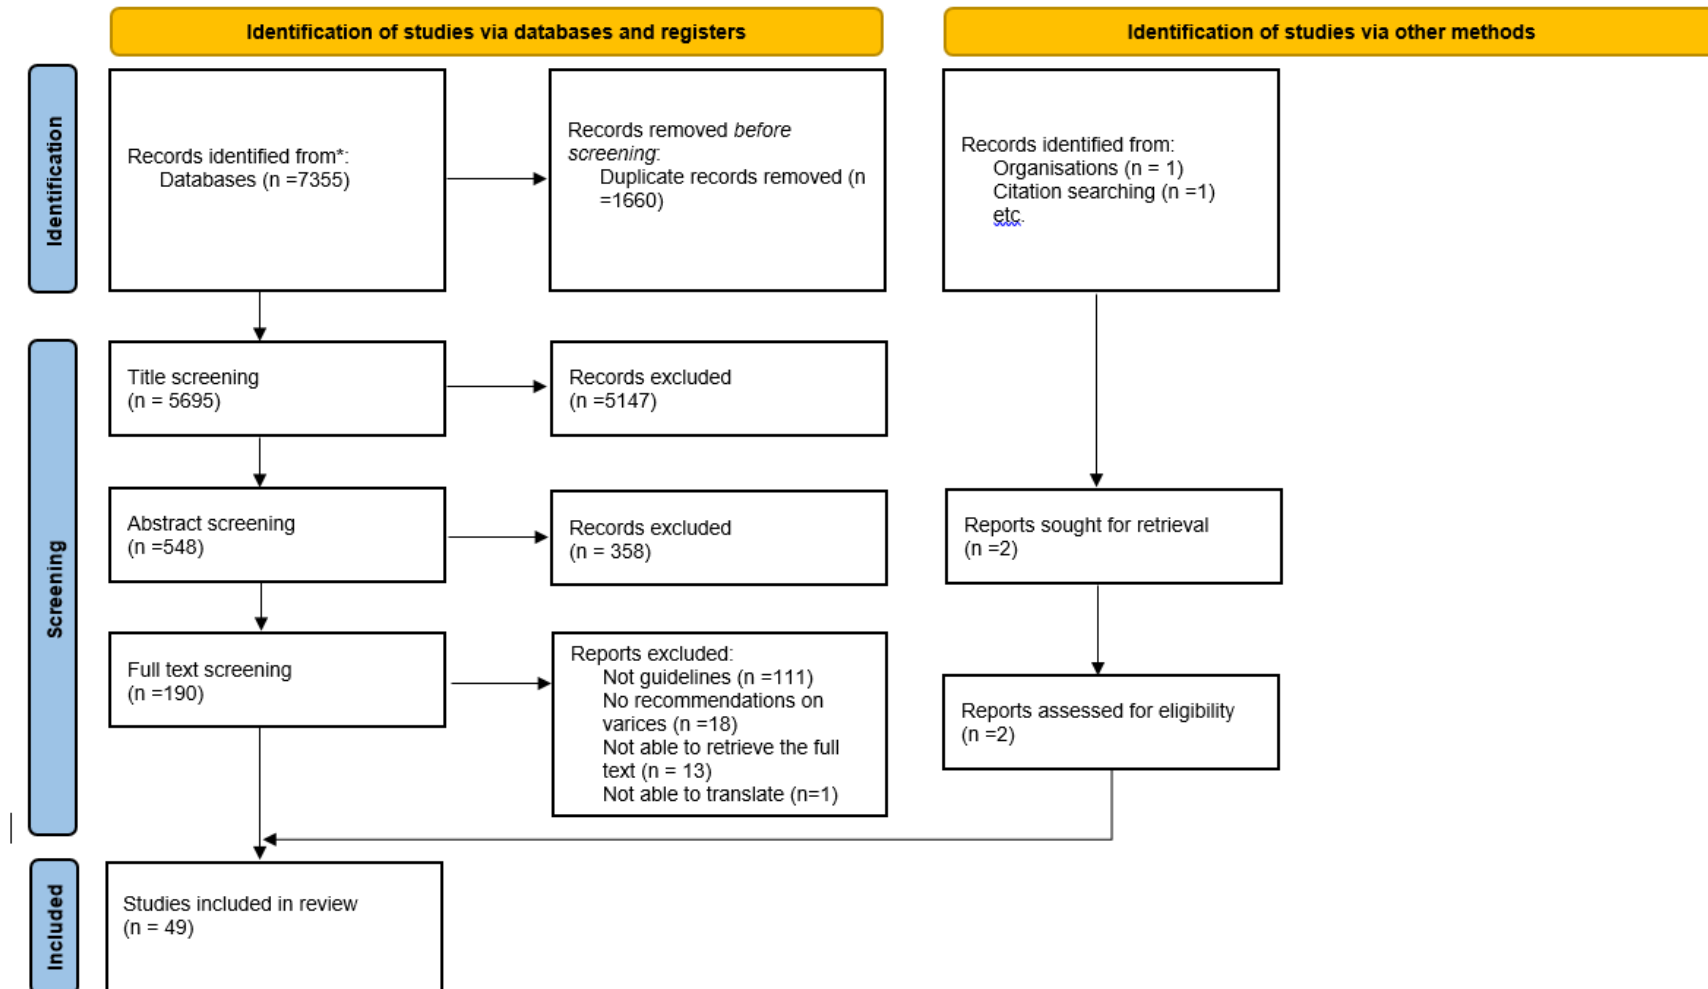 Identification of studies via databases and registers
Identification of studies via other methods
Identification
Records identified from*:
Databases (n =7355)
Records removed before
screening:
Duplicate records removed (n
=1660)
Records identified from:
Organisations (n = 1)
Citation searching (n =1)
etc.
Screening
Title screening
(n = 5695)
Records excluded
(n =5147)
Abstract screening
(n =548)
Records excluded
(n = 358)
Reports sought for retrieval
(n =2)
Full text screening
(n =190)
Reports excluded:
Not guidelines (n =111)
No recommendations on
varices (n =18)
Not able to retrieve the full
text (n = 13)
Not able to translate (n=1)
Reports assessed for eligibility
(n =2)
Included
Studies included in review
(n = 49)